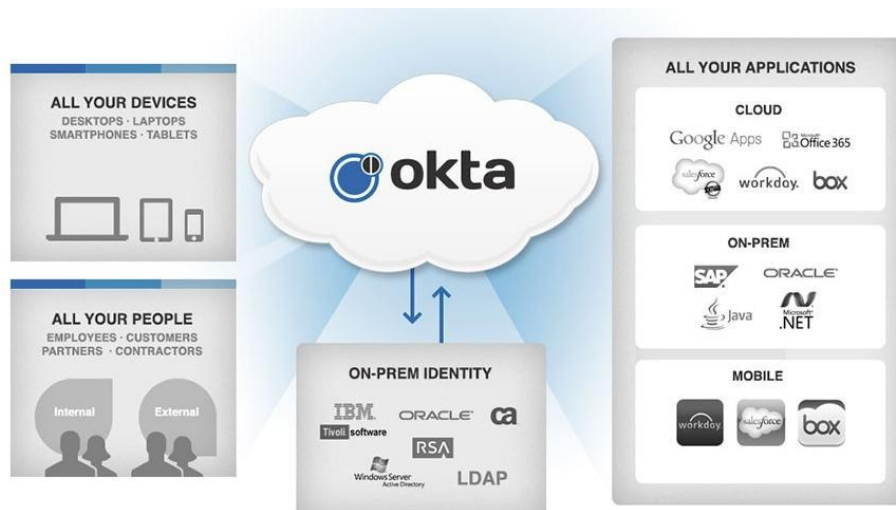 ALL YOUR DEVICES
DESKTOPS · LAPTOPS
SMARTPHONES · TABLETS
ALL YOUR PEOPLE
EMPLOYEES · CUSTOMERS
PARTNERS · CONTRACTORS
Internal
External
okta
ON-PREM IDENTITY
IBM
Tivoli software
ORACLE
ca
RSA
Windows Server
Active Directory
LDAP
ALL YOUR APPLICATIONS
CLOUD
Google Apps
Microsoft
Office 365
salesforce
workday.
box
ON-PREM
SAP
ORACLE
Java
Microsoft
.NET
MOBILE
workday
salesforce
box